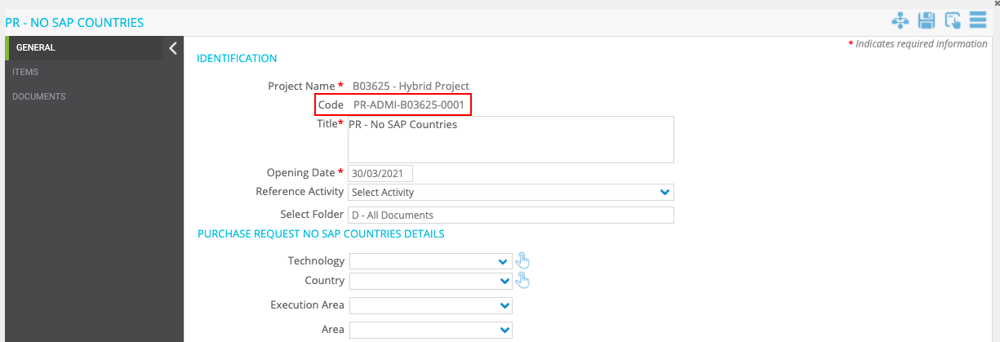 PR - NO SAP COUNTRIES
* Indicates required information
GENERAL
ITEMS
DOCUMENTS
IDENTIFICATION
Project Name * B03625 - Hybrid Project
Code PR-ADMI-B03625-0001
Title* PR - No SAP Countries
Opening Date * 30/03/2021
Reference Activity Select Activity
Select Folder D - All Documents
PURCHASE REQUEST NO SAP COUNTRIES DETAILS
Technology
Country
Execution Area
Area